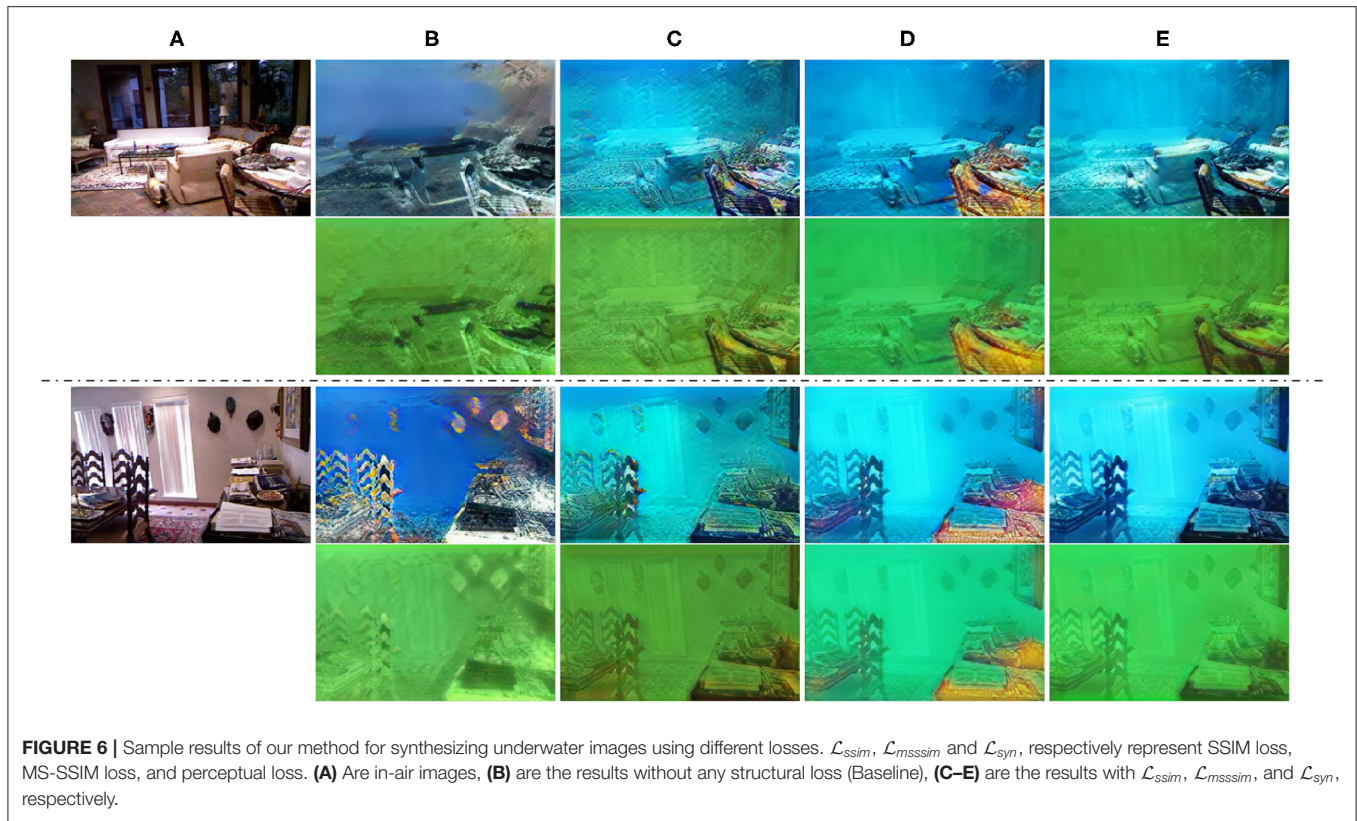 A B C D E
FIGURE 6 | Sample results of our method for synthesizing underwater images using different losses. ℒssim, ℒmsssim and ℒsyn, respectively represent SSIM loss,
MS-SSIM loss, and perceptual loss. (A) Are in-air images, (B) are the results without any structural loss (Baseline), (C–E) are the results with ℒssim, ℒmsssim, and ℒsyn,
respectively.